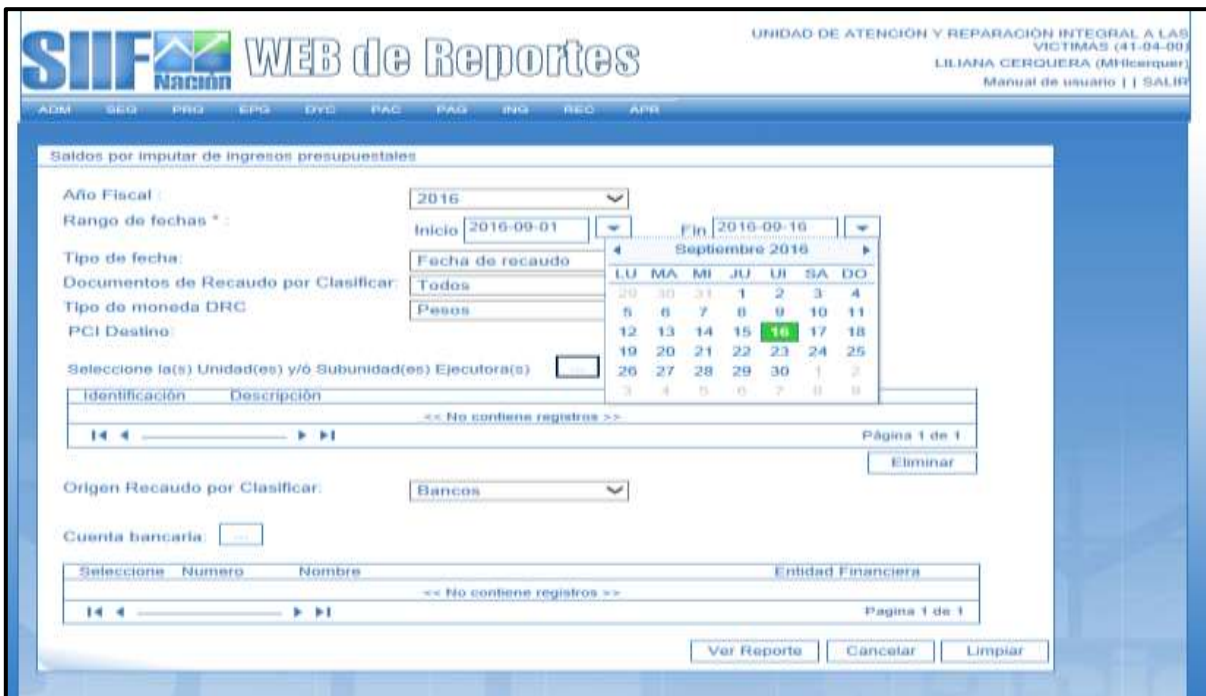 SIIF Nación WEB de Reportes
UNIDAD DE ATENCIÓN Y REPARACIÓN INTEGRAL A LAS
VICTIMAS (41-04-00)
LILIANA CERQUERA (MHlcerquer)
Manual de usuario | | SALIR
ADM SEG PRG EPG DYC PAC PAG ING REC APR
Saldos por imputar de ingresos presupuestales
Año Fiscal : 2016
Rango de fechas * : Inicio 2016-09-01 Fin 2016-09-16
Septiembre 2016
LU MA MI JU UI SA DO
29 30 31 1 2 3 4
5 6 7 8 9 10 11
12 13 14 15 16 17 18
19 20 21 22 23 24 25
26 27 28 29 30 1 2
3 4 5 6 7 8 9
Tipo de fecha: Fecha de recaudo
Documentos de Recaudo por Clasificar: Todos
Tipo de moneda DRC Pesos
PCI Destino:
Seleccione la(s) Unidad(es) y/ó Subunidad(es) Ejecutora(s) ...
Identificación Descripción
<< No contiene registros >>
Página 1 de 1
Eliminar
Origen Recaudo por Clasificar: Bancos
Cuenta bancaria: ...
Seleccione Numero Nombre Entidad Financiera
<< No contiene registros >>
Pagina 1 de 1
Ver Reporte Cancelar Limpiar